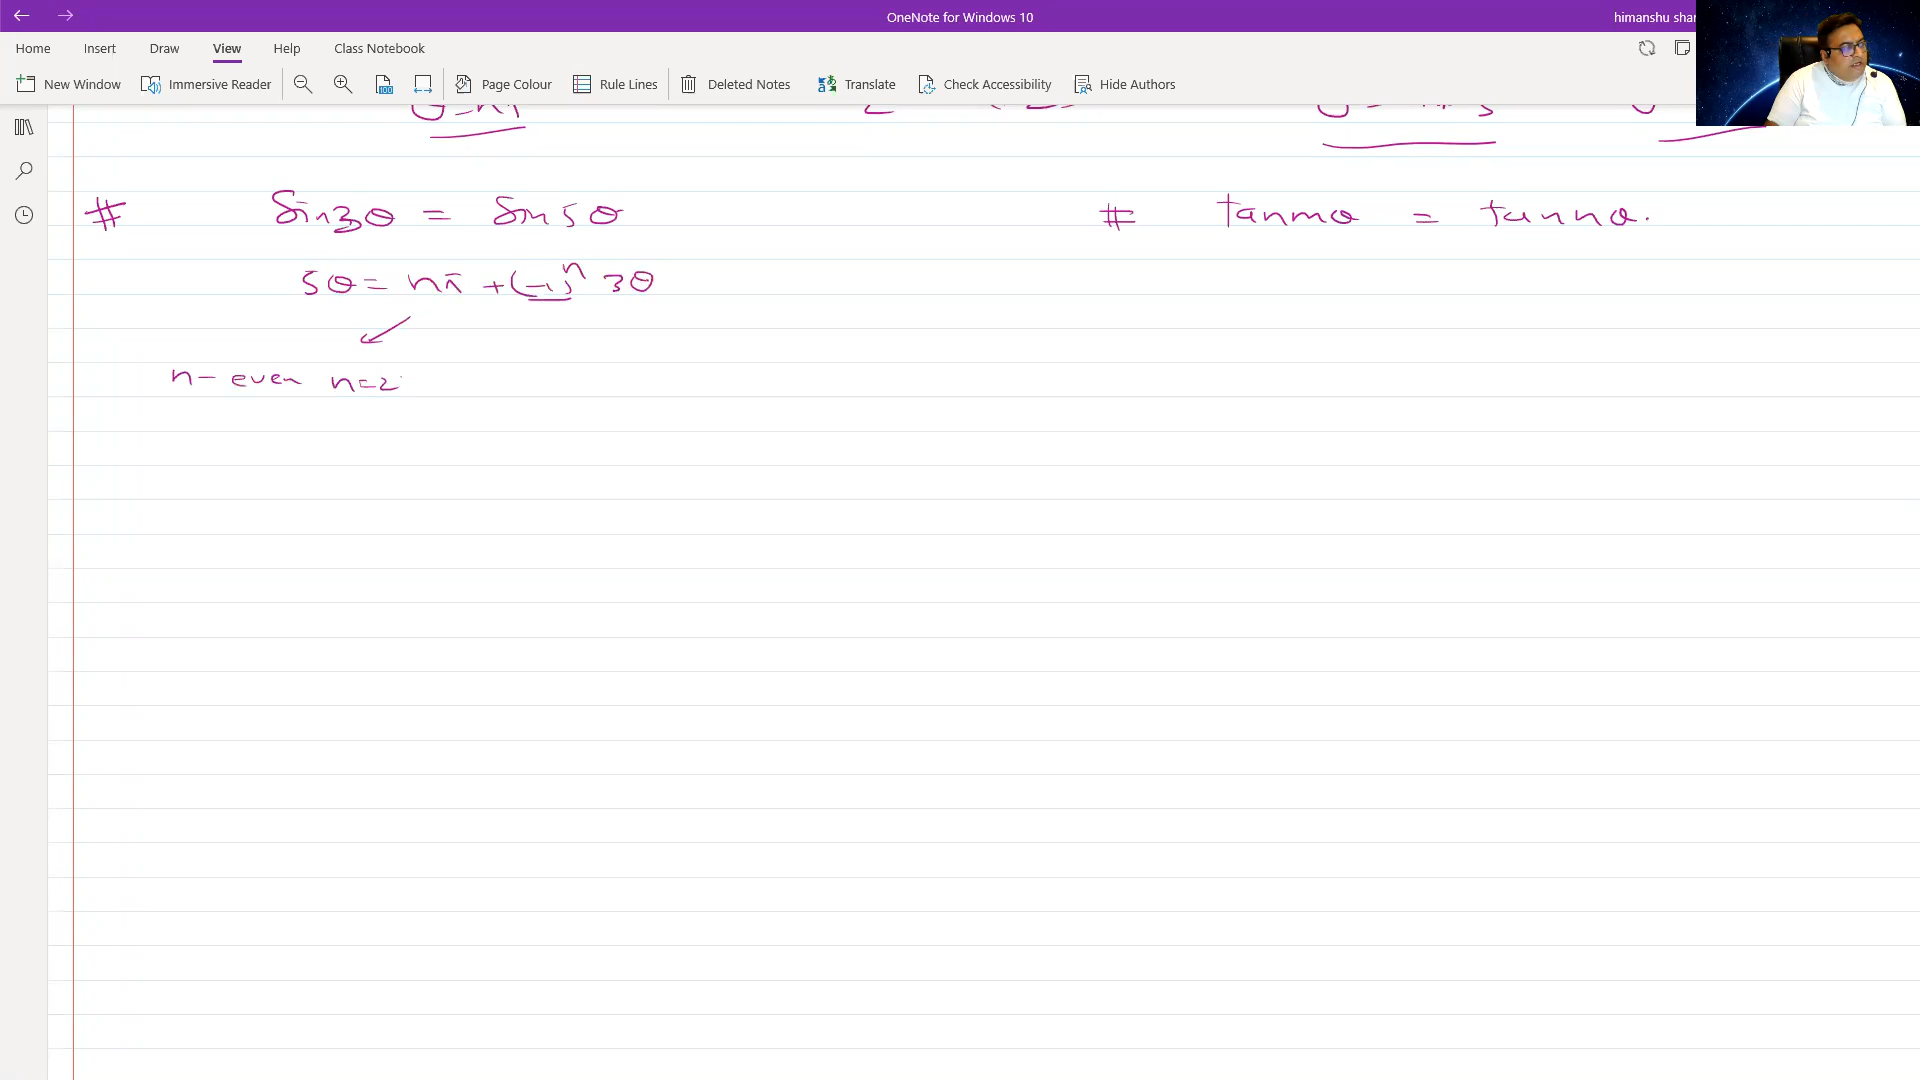 OneNote for Windows 10
himanshu shar
Home Insert Draw View Help Class Notebook
New Window Immersive Reader 100 Page Colour Rule Lines Deleted Notes Translate Check Accessibility Hide Authors
# sin3θ = sin5θ
5θ = nπ + (-1)ⁿ 3θ
n- even n=2
# tanmθ = tannθ.